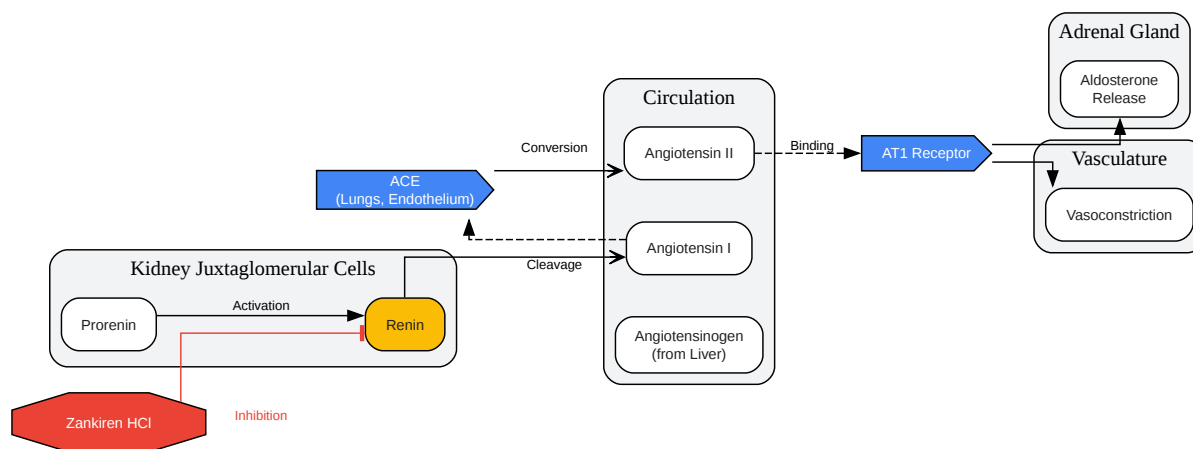 Adrenal Gland
Aldosterone
Release
Circulation
Angiotensin II
Conversion
Binding
AT1 Receptor
Vasculature
Vasoconstriction
ACE
(Lungs, Endothelium)
Angiotensin I
Cleavage
Kidney Juxtaglomerular Cells
Prorenin
Activation
Renin
Angiotensinogen
(from Liver)
Zankiren HCl
Inhibition